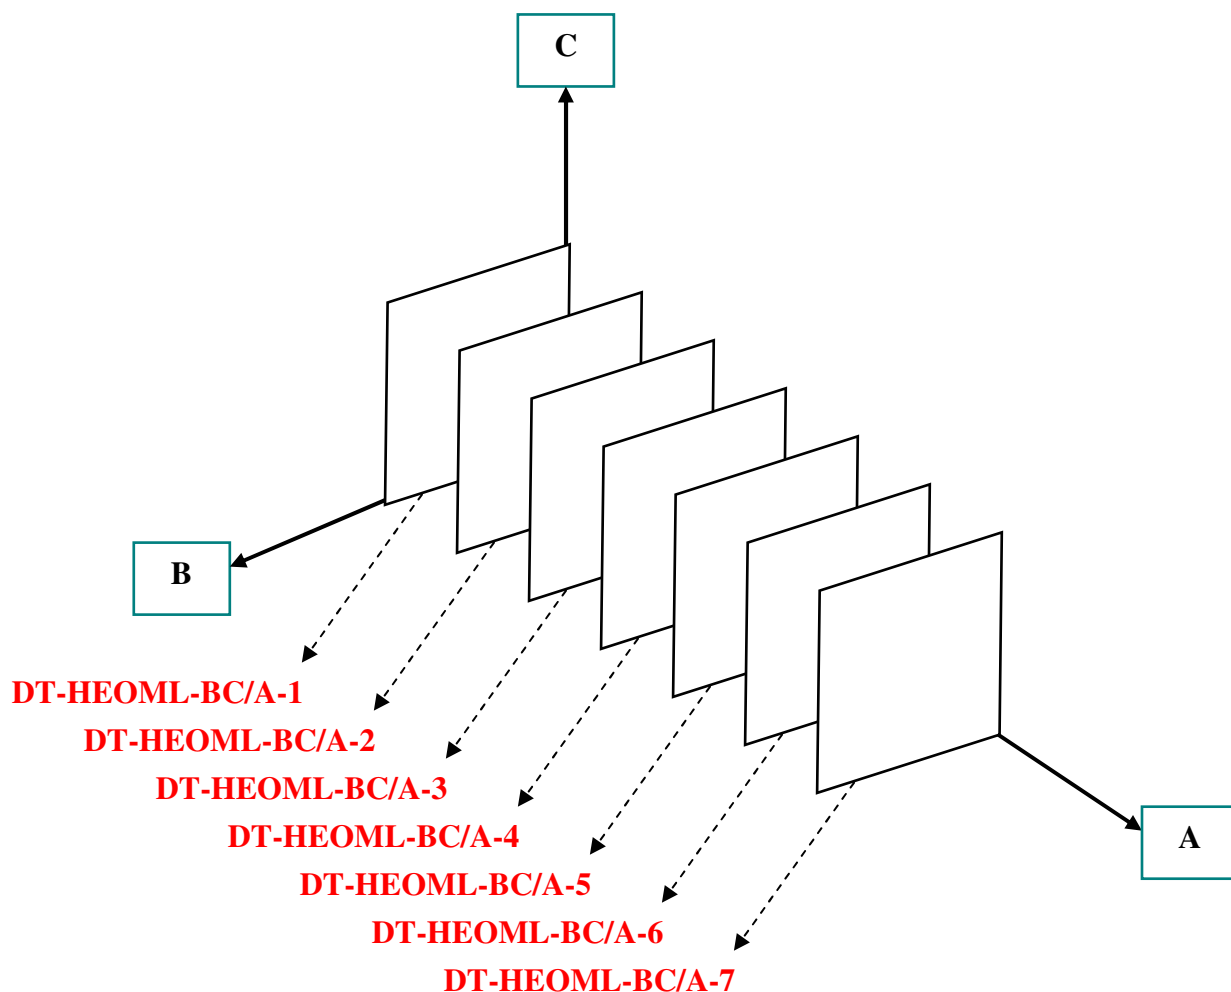 C
B
DT-HEOML-BC/A-1
DT-HEOML-BC/A-2
DT-HEOML-BC/A-3
DT-HEOML-BC/A-4
A
DT-HEOML-BC/A-5
DT-HEOML-BC/A-6
DT-HEOML-BC/A-7